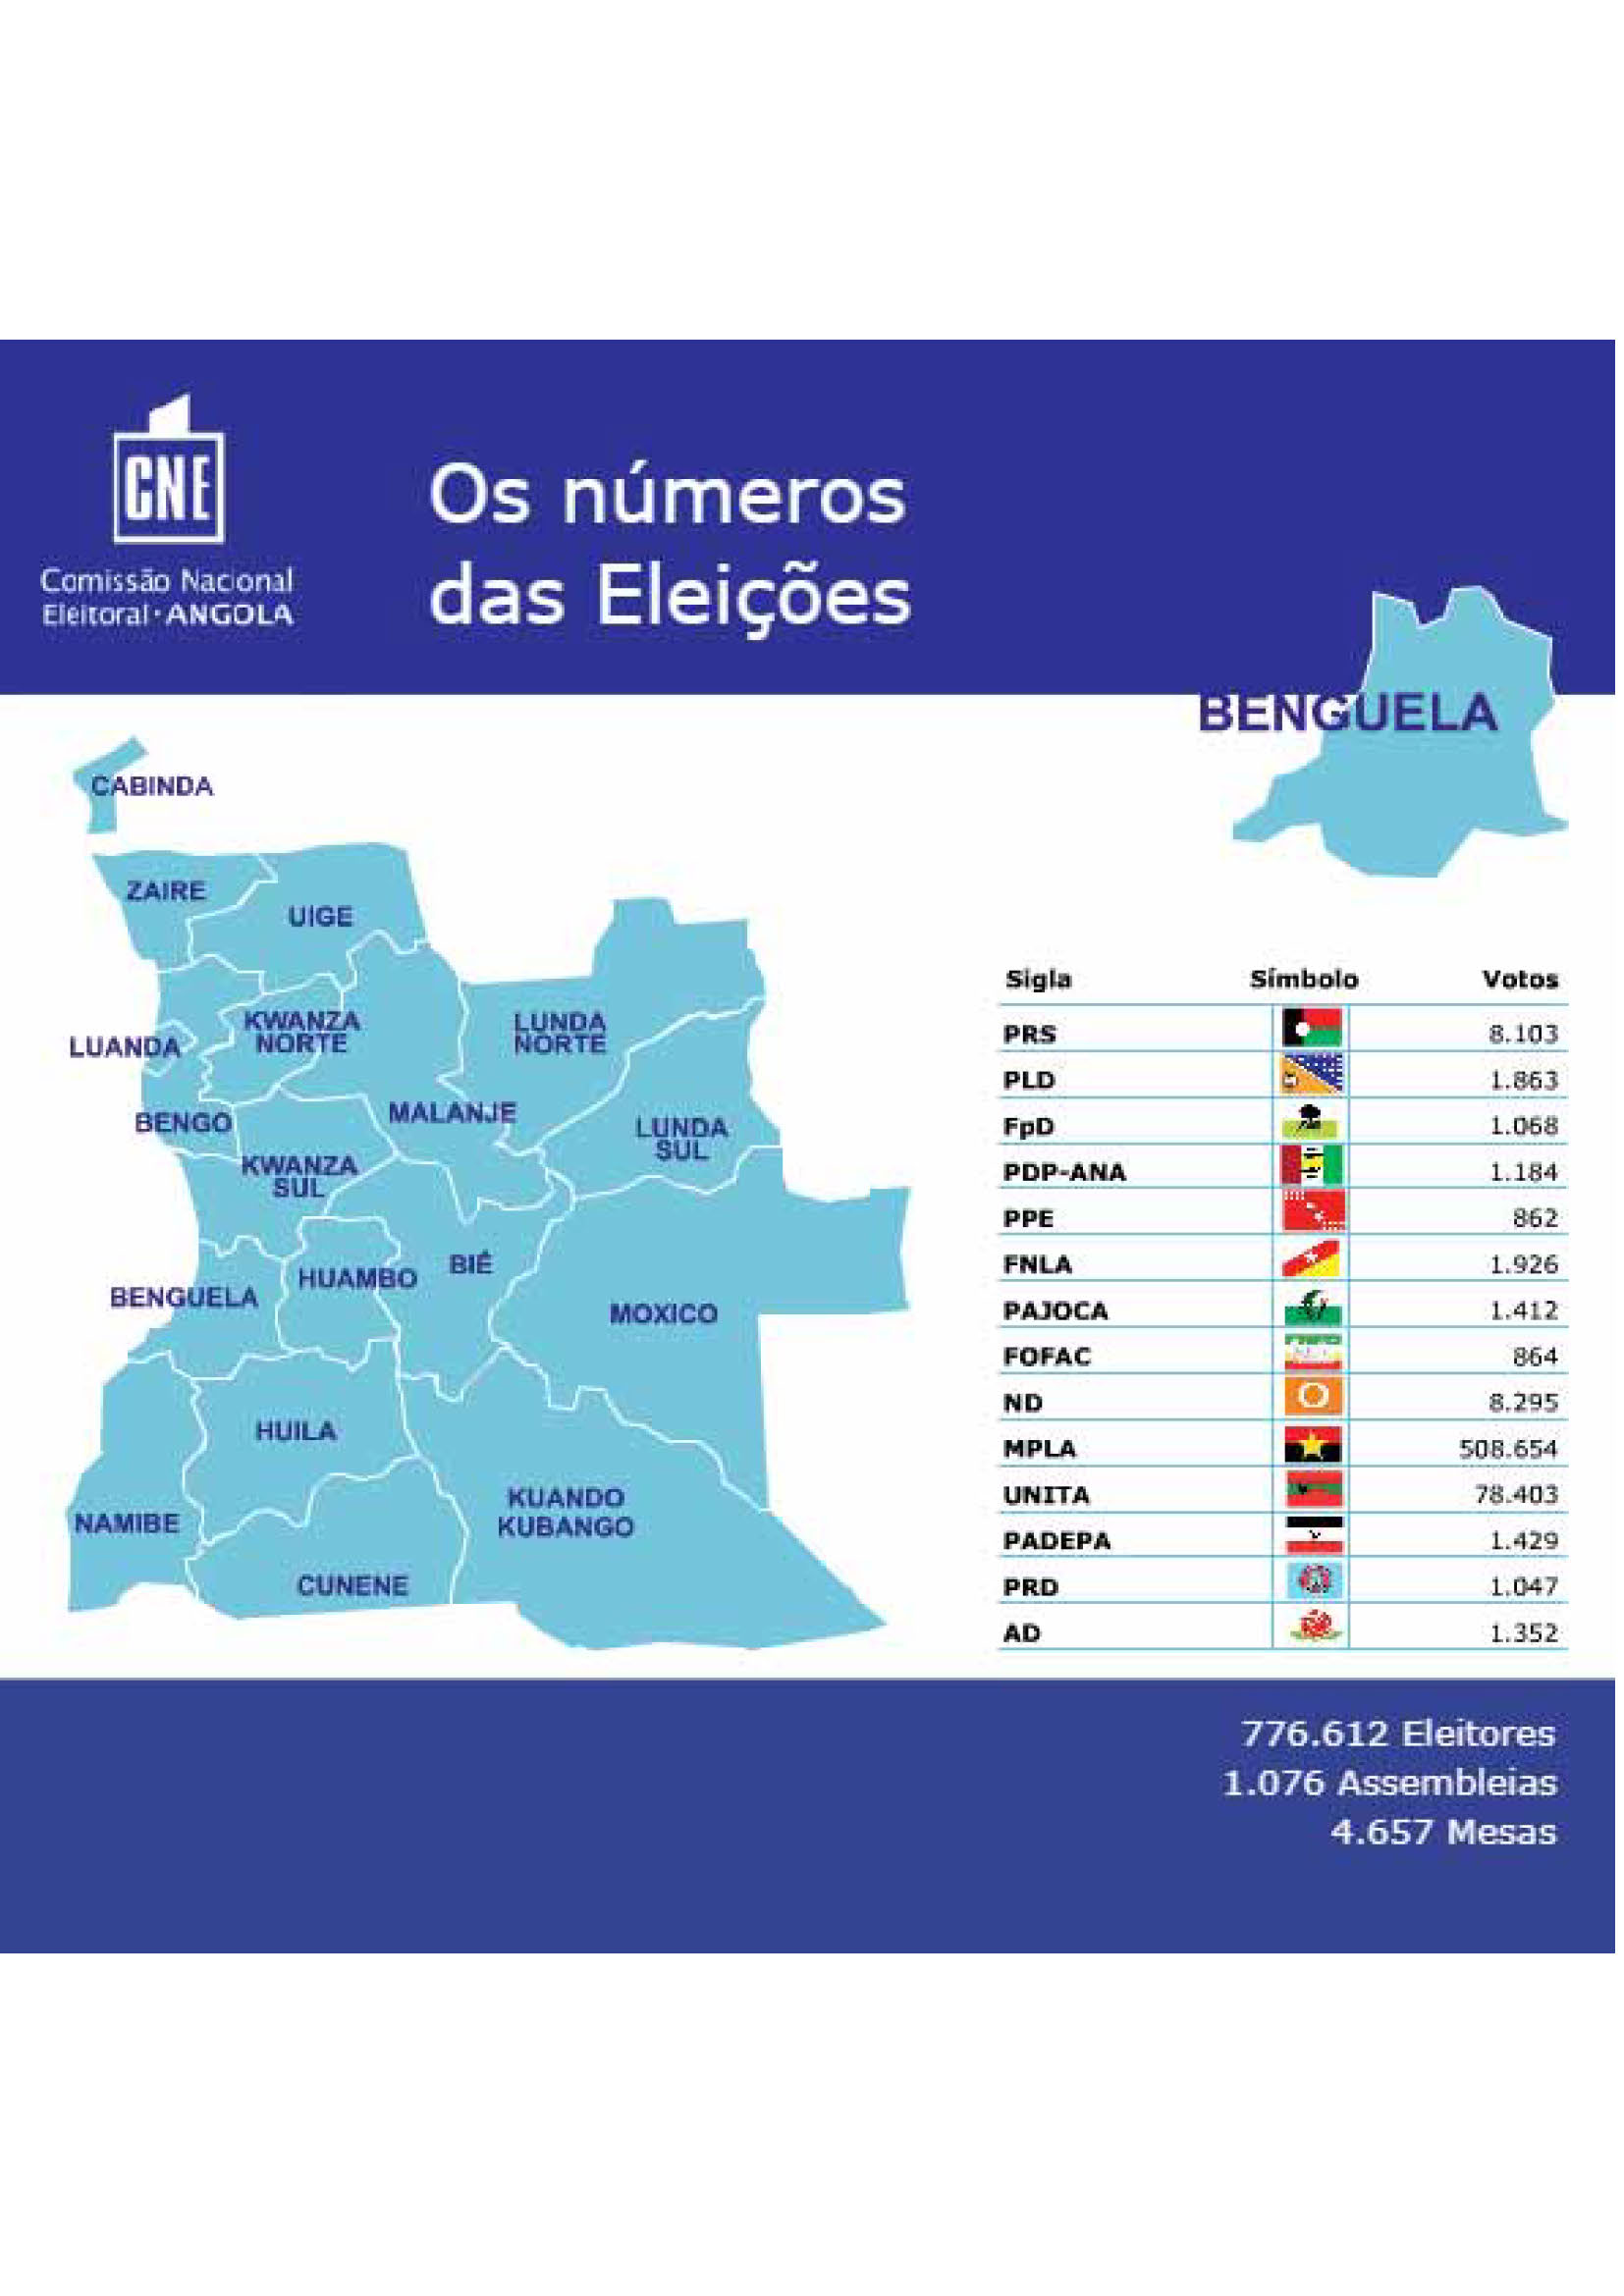 CNE
Comissão Nacional
Eleitoral · ANGOLA
Os números
das Eleições
BENGUELA
CABINDA
ZAIRE
UIGE
KWANZA
NORTE
LUNDA
NORTE
LUANDA
BENGO
MALANJE
LUNDA
SUL
KWANZA
SUL
BIÉ
HUAMBO
BENGUELA
MOXICO
HUILA
NAMIBE
KUANDO
KUBANGO
CUNENE
Sigla Símbolo Votos
PRS 8.103
PLD 1.863
FpD 1.068
PDP-ANA 1.184
PPE 862
FNLA 1.926
PAJOCA 1.412
FOFAC 864
ND 8.295
MPLA 508.654
UNITA 78.403
PADEPA 1.429
PRD 1.047
AD 1.352
776.612 Eleitores
1.076 Assembleias
4.657 Mesas